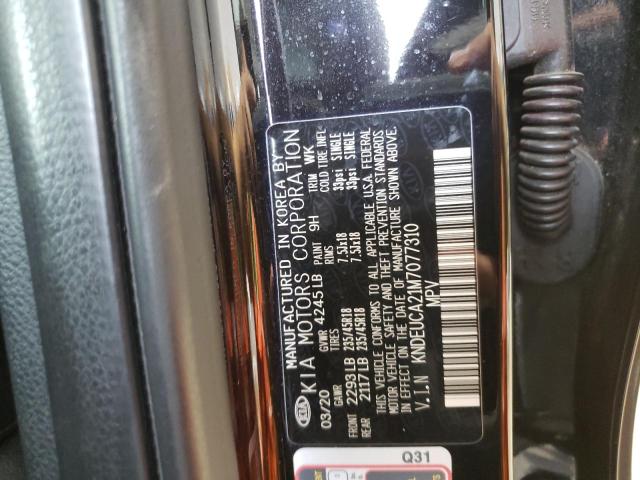 MANUFACTURED IN KOREA BY
KIA KIA MOTORS CORPORATION
03/20 GVWR 4245LB PAINT 9H TRIM WK
GAWR TIRES RIMS COLD TIRE INFL
FRONT 2293LB 235/45R18 7.5Jx18 33psi SINGLE
REAR 2117LB 235/45R18 7.5Jx18 33psi SINGLE
THIS VEHICLE CONFORMS TO ALL APPLICABLE U.S.A. FEDERAL
MOTOR VEHICLE SAFETY AND THEFT PREVENTION STANDARDS
IN EFFECT ON THE DATE OF MANUFACTURE SHOWN ABOVE.
V.I.N KNDEUCA21M7077310
MPV
Q31